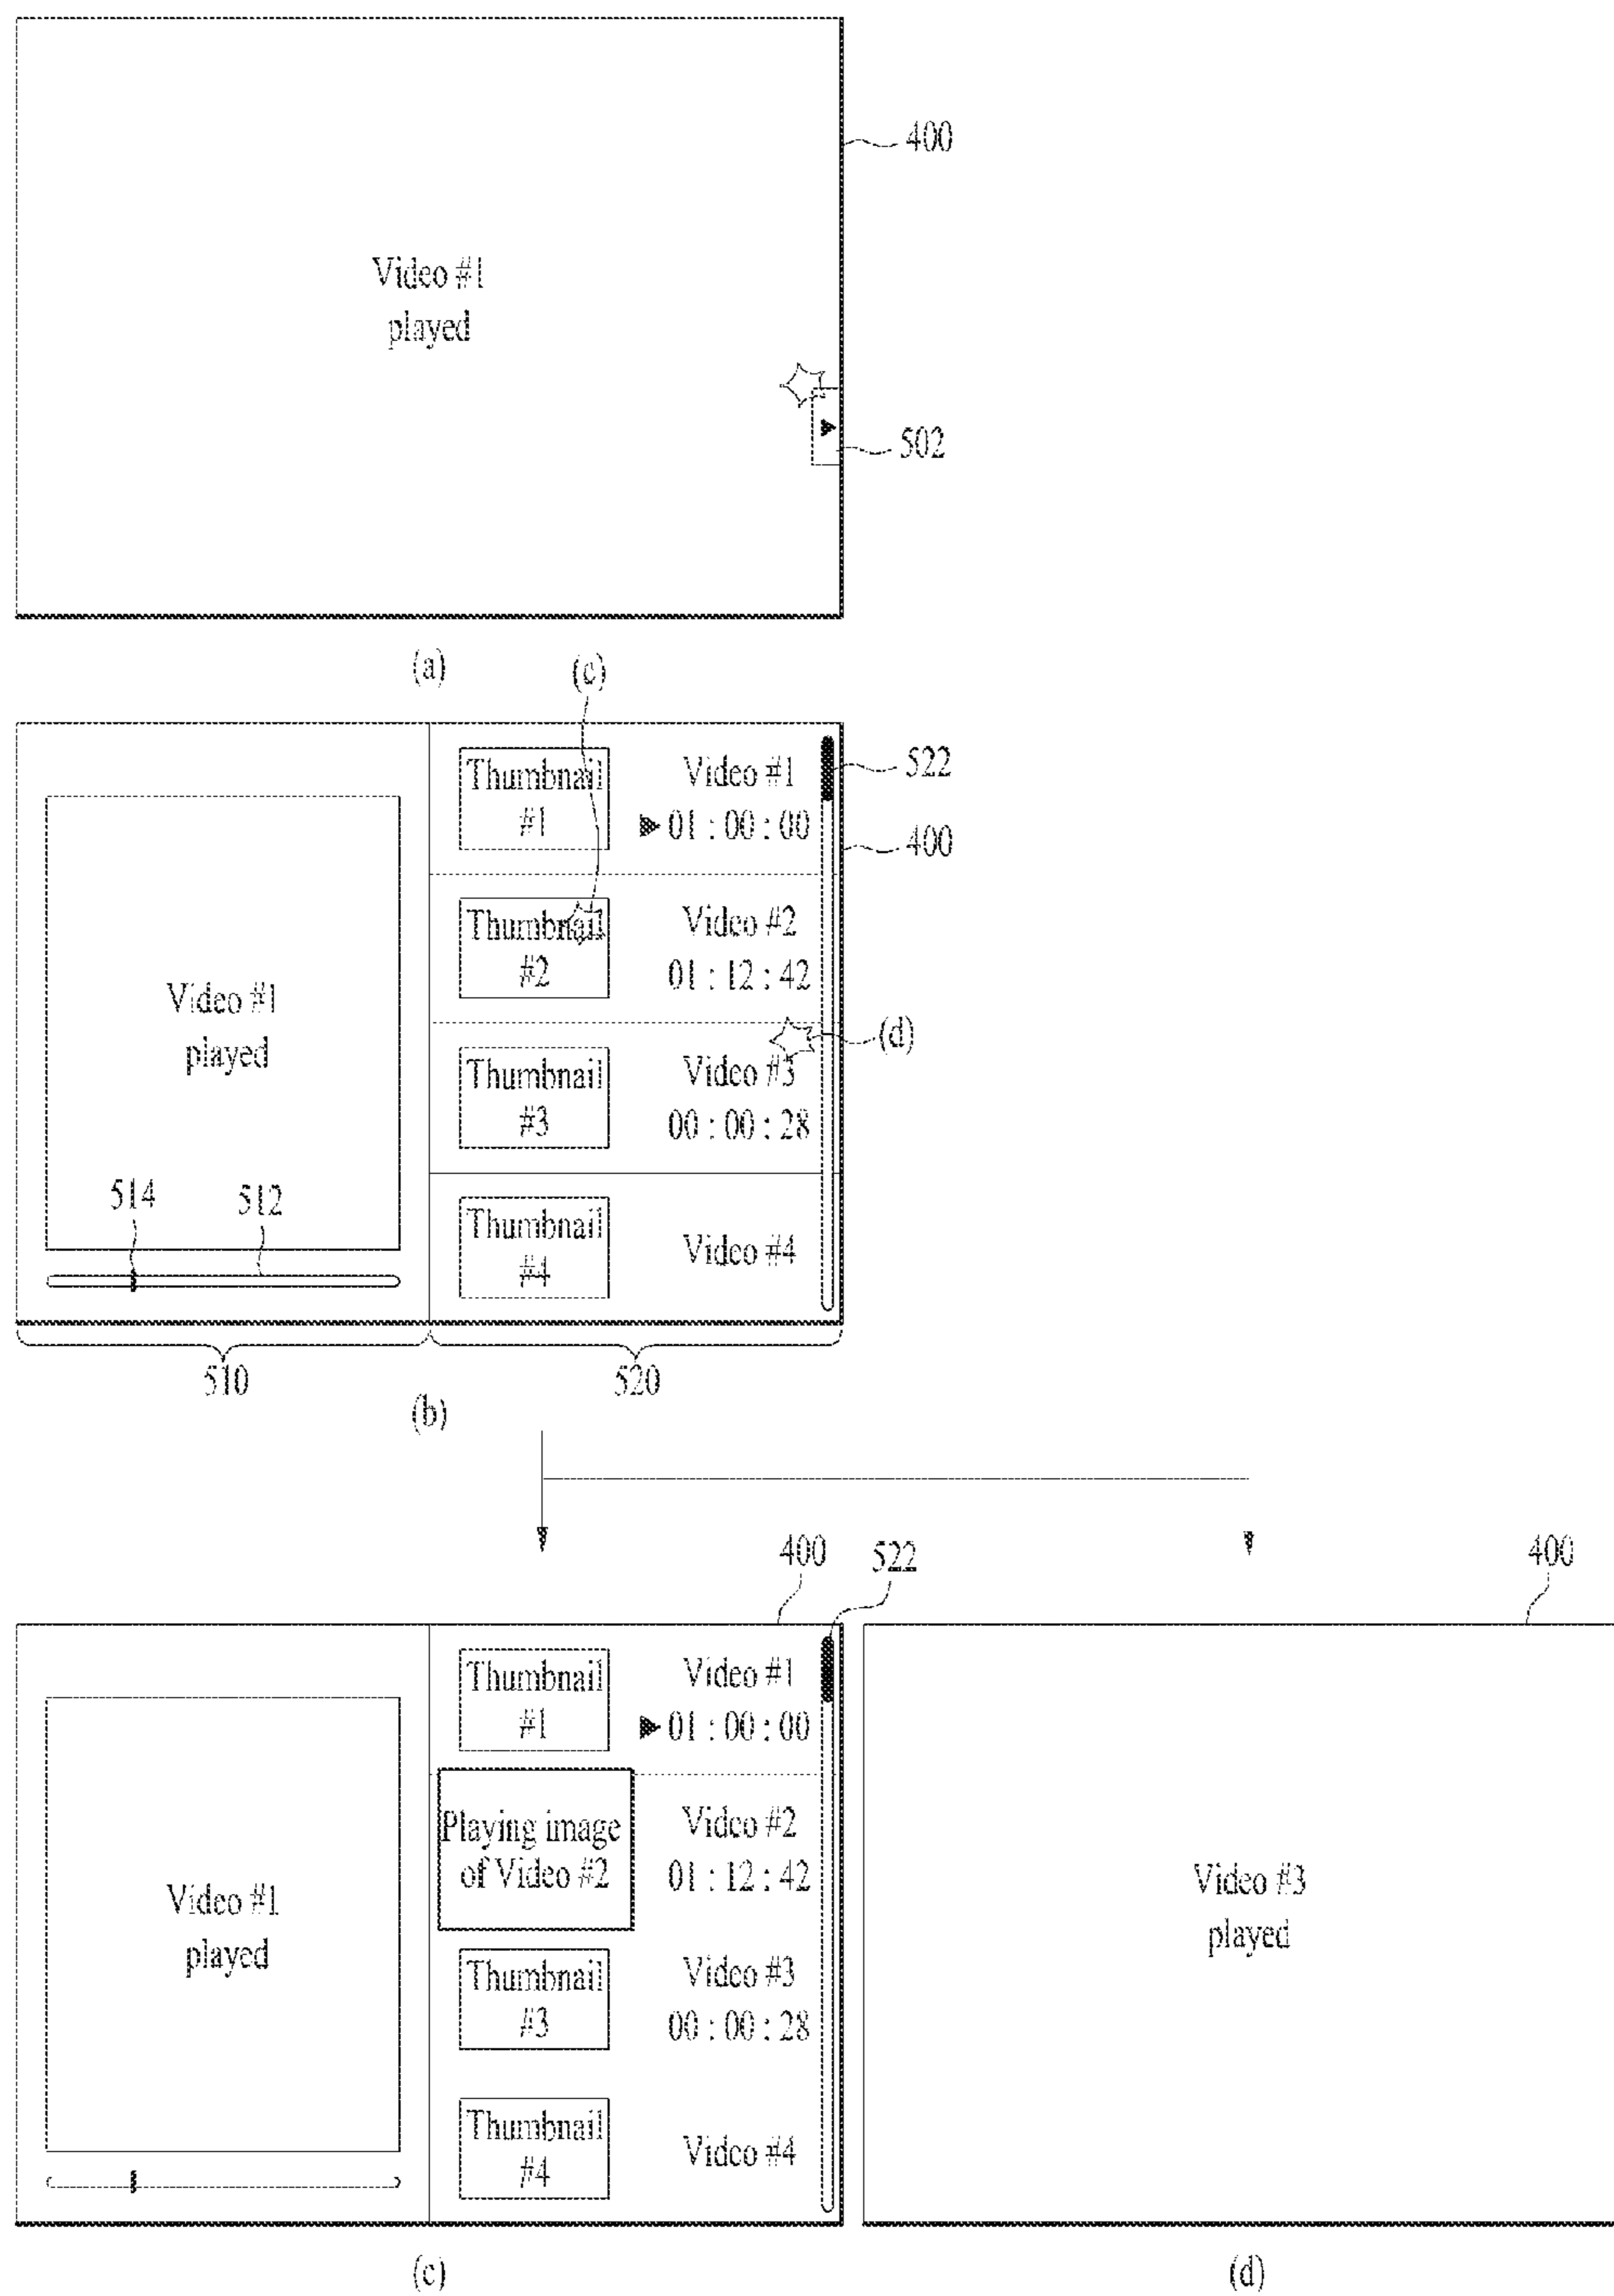 400
Video #1
played
502
(a)
(c)
Thumbnail
#1
Video #1
01 : 00 : 00
522
400
Thumbnail
#2
Video #2
01 : 12 : 42
Video #1
played
(d)
Thumbnail
#3
Video #3
00 : 00 : 28
514
512
Thumbnail
#4
Video #4
510
520
(b)
400
522
400
Thumbnail
#1
Video #1
01 : 00 : 00
Playing image
of Video #2
Video #2
01 : 12 : 42
Video #1
played
Video #3
played
Thumbnail
#3
Video #3
00 : 00 : 28
Thumbnail
#4
Video #4
(c)
(d)